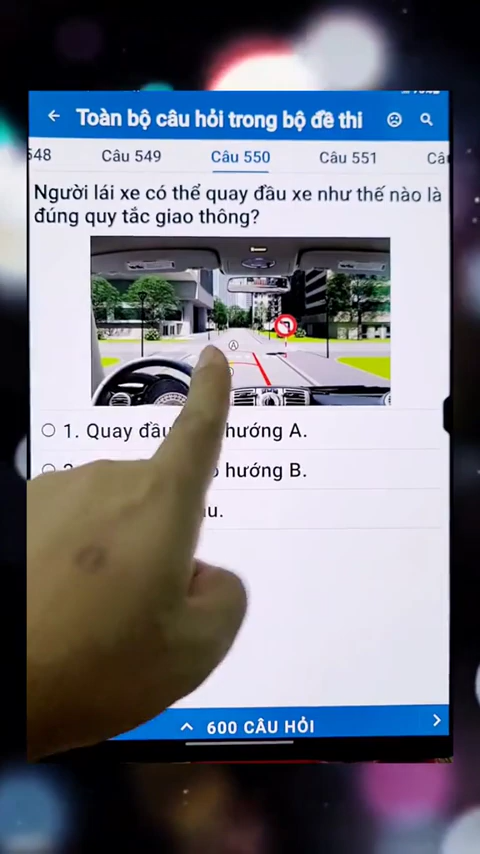 Toàn bộ câu hỏi trong bộ đề thi
548 Câu 549 Câu 550 Câu 551 Câ
Người lái xe có thể quay đầu xe như thế nào là
đúng quy tắc giao thông?
A
1. Quay đầu hướng A.
hướng B.
600 CÂU HỎI